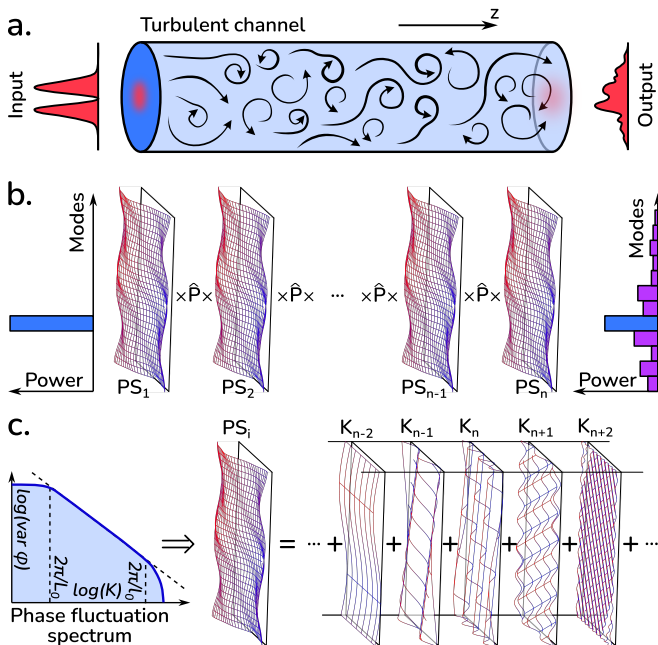 a.
Turbulent channel
z
Input
Output
b.
Modes
Power
PS₁
×P̂×
PS₂
×P̂×
...
×P̂×
PSₙ₋₁
×P̂×
PSₙ
Modes
Power
c.
log(var φ)
2π/L₀
log(K)
2π/l₀
Phase fluctuation
spectrum
⇒
PSᵢ
=
... +
Kₙ₋₂
+
Kₙ₋₁
+
Kₙ
+
Kₙ₊₁
+
Kₙ₊₂
+ ...